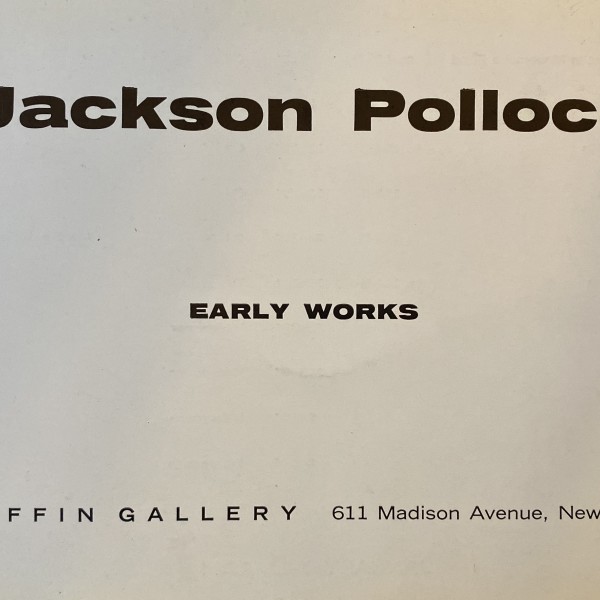 Jackson Polloc
EARLY WORKS
FFIN GALLERY 611 Madison Avenue, New